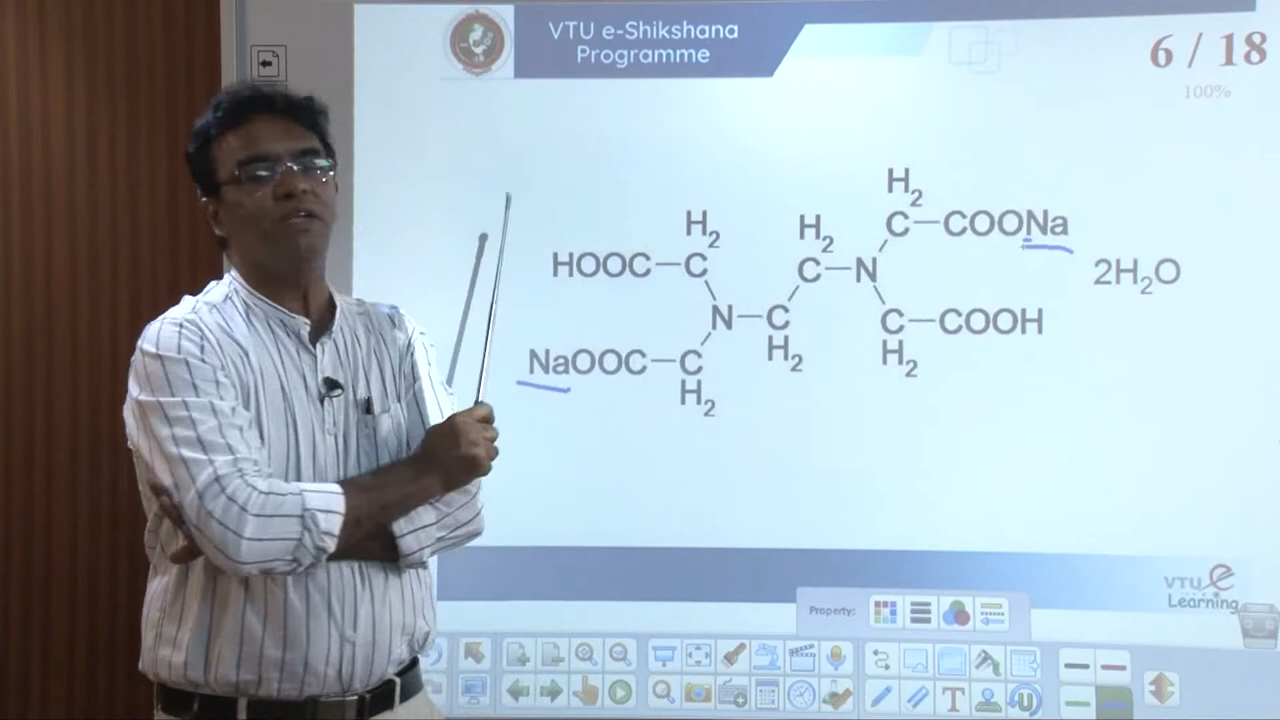 VTU e-Shikshana
Programme
6 / 18
100%
H2
C—COONa
H2
HOOC—C
H2
C—N
2H2O
N—C
H2
C—COOH
H2
NaOOC—C
H2
VTU
Learning
Property:
T
U